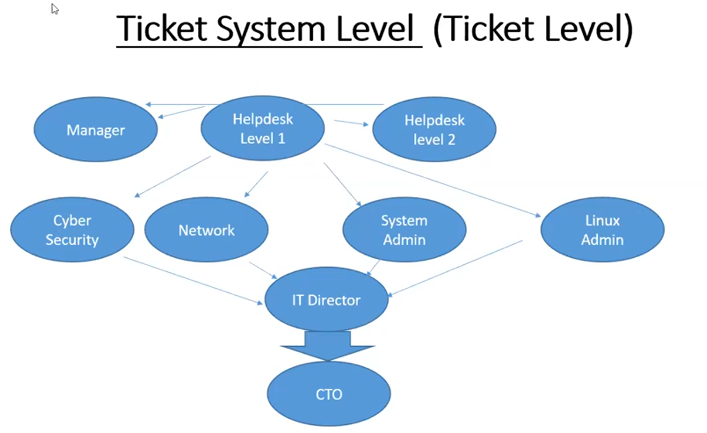 Ticket System Level (Ticket Level)
Manager
Helpdesk
Level 1
Helpdesk
level 2
Cyber
Security
Network
System
Admin
Linux
Admin
IT Director
CTO